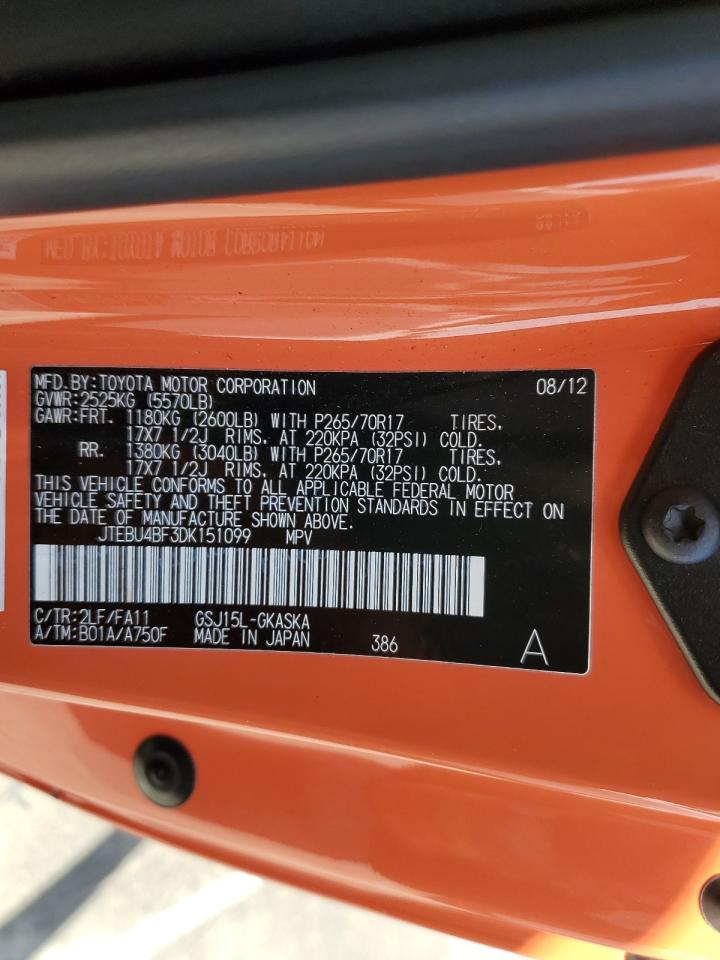 MFD.BY:TOYOTA MOTOR CORPORATION 08/12
GVWR:2525KG (5570LB)
GAWR:FRT. 1180KG (2600LB) WITH P265/70R17 TIRES,
17X7 1/2J RIMS. AT 220KPA (32PSI) COLD.
RR. 1380KG (3040LB) WITH P265/70R17 TIRES,
17X7 1/2J RIMS. AT 220KPA (32PSI) COLD.
THIS VEHICLE CONFORMS TO ALL APPLICABLE FEDERAL MOTOR
VEHICLE SAFETY AND THEFT PREVENTION STANDARDS IN EFFECT ON
THE DATE OF MANUFACTURE SHOWN ABOVE.
JTEBU4BF3DK151099 MPV
C/TR:2LF/FA11 GSJ15L-GKASKA
A/TM:B01A/A750F MADE IN JAPAN 386 A